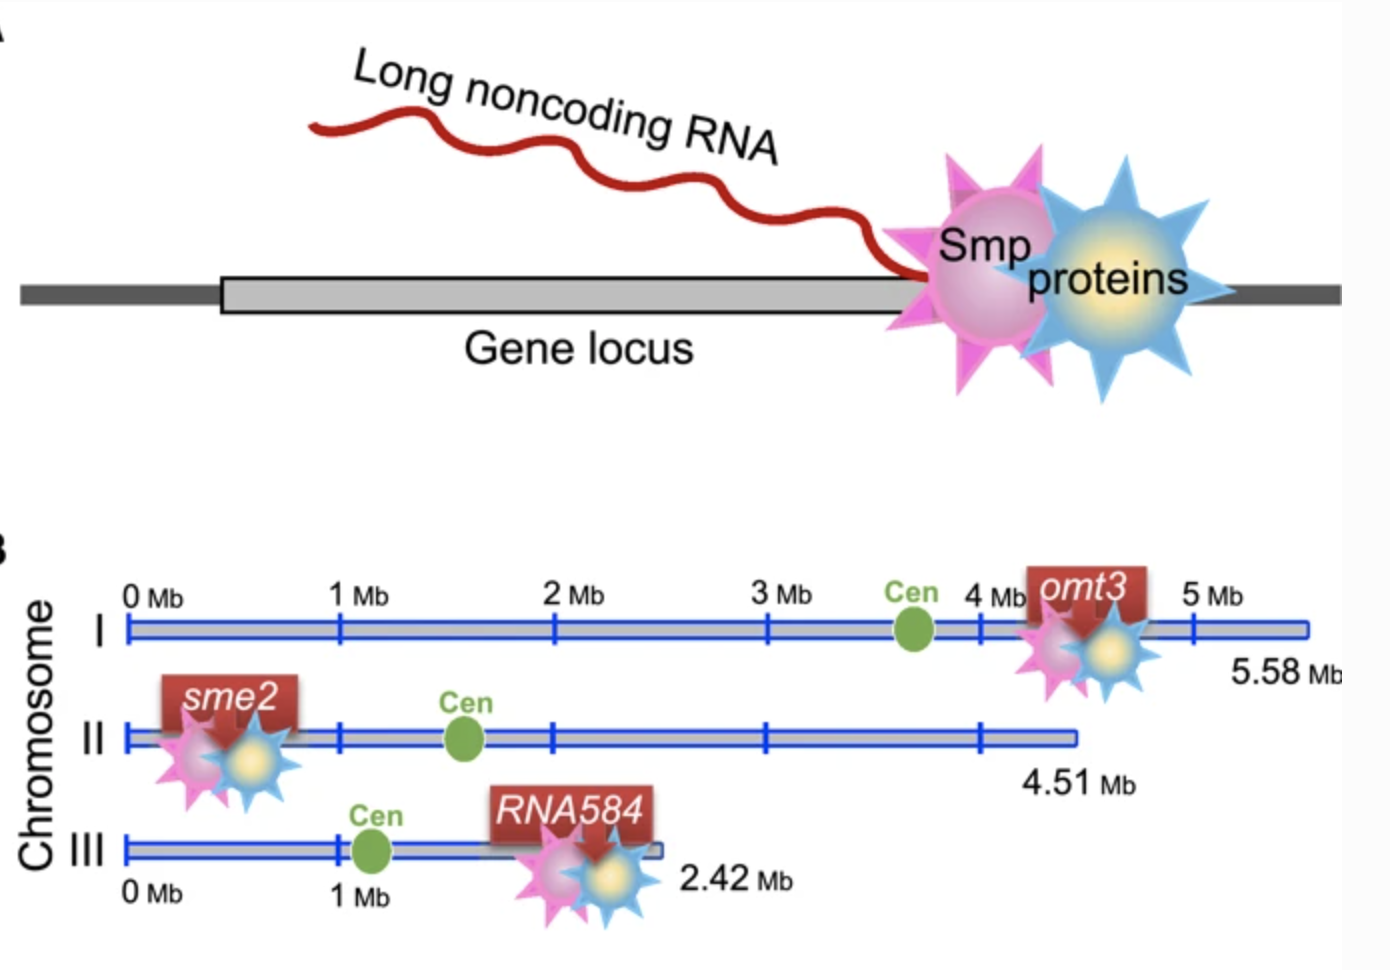 A
Long noncoding RNA
Smp
proteins
Gene locus
B
Chromosome
0 Mb 1 Mb 2 Mb 3 Mb Cen 4 Mb omt3 5 Mb
I
5.58 Mb
sme2 Cen
II
4.51 Mb
Cen RNA584
III
2.42 Mb
0 Mb 1 Mb